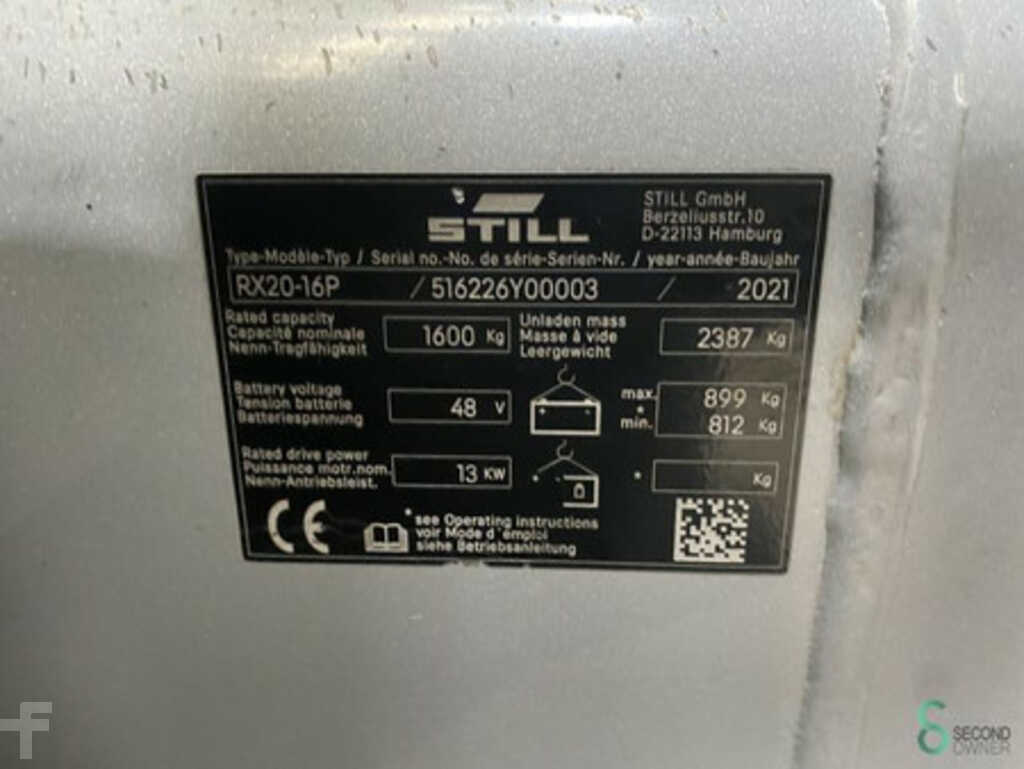 STILL
STILL GmbH
Berzeliusstr.10
D-22113 Hamburg
Type-Modèle-Typ / Serial no.-No. de série-Serien-Nr. / year-année-Baujahr
RX20-16P / 516226Y00003 / 2021
Rated capacity
Capacité nominale
Nenn-Tragfähigkeit
1600 Kg
Unladen mass
Masse à vide
Leergewicht
2387 Kg
Battery voltage
Tension batterie
Batteriespannung
48 V
max. 899 Kg
*
min. 812 Kg
Rated drive power
Puissance motr.nom.
Nenn-Antriebsleist.
13 KW
* Kg
CE
*see Operating instructions
voir Mode d'emploi
siehe Betriebsanleitung
SECOND
OWNER